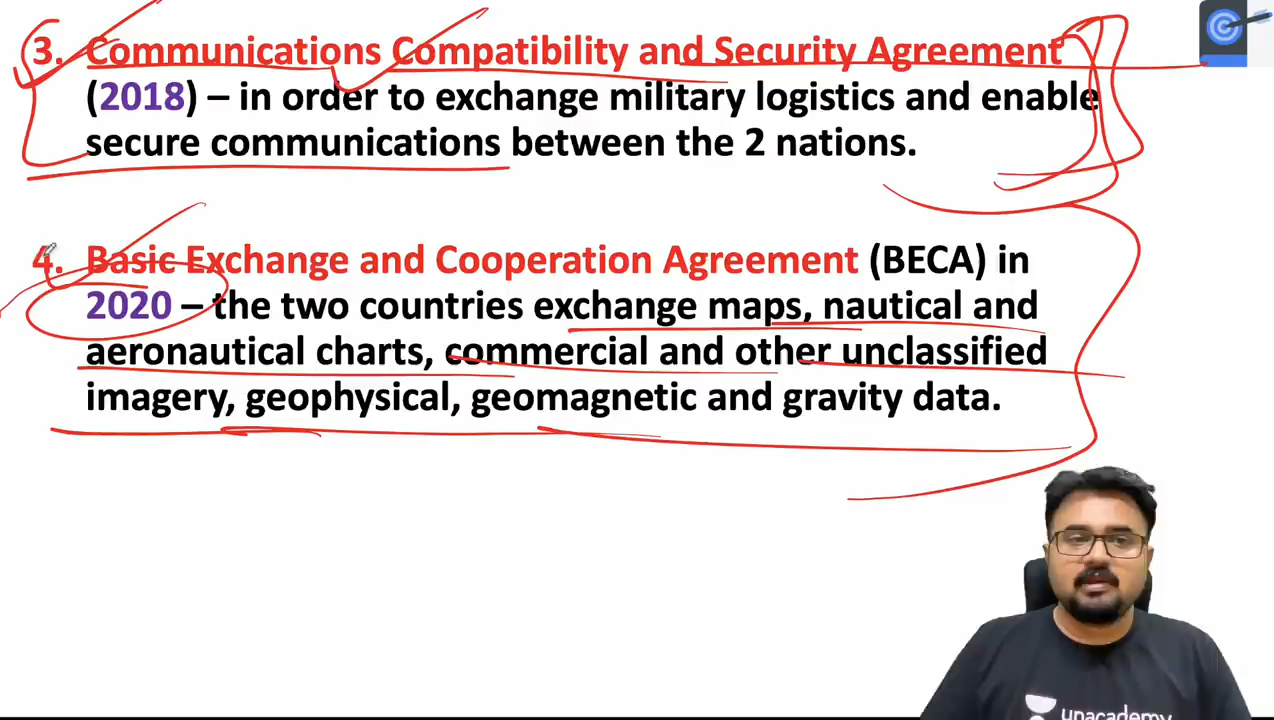 3. Communications Compatibility and Security Agreement
(2018) – in order to exchange military logistics and enable
secure communications between the 2 nations.
4. Basic Exchange and Cooperation Agreement (BECA) in
2020 – the two countries exchange maps, nautical and
aeronautical charts, commercial and other unclassified
imagery, geophysical, geomagnetic and gravity data.
unacademy